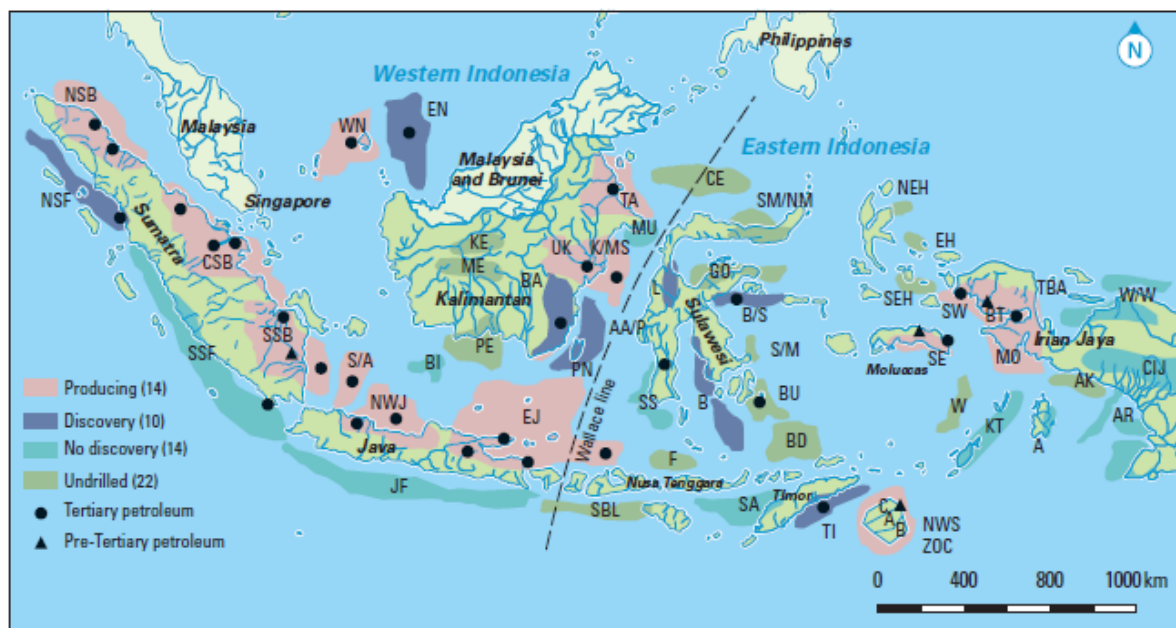 Philippines
N
Western Indonesia
NSB
EN
WN
Malaysia
Malaysia
and Brunei
Eastern Indonesia
CE
NEH
NSF
Singapore
TA
SM/NM
Sumatra
MU
EH
KE
UK
K/MS
CSB
ME
BA
L
GO
SEH
TBA
W/W
Kalimantan
Sulawesi
B/S
SW
BT
SSB
AA/P
Irian Jaya
SSF
S/A
PE
S/M
SE
MO
BI
PN
Moluccas
CIJ
Producing (14)
NWJ
EJ
SS
B
BU
W
AK
Discovery (10)
Wallace line
KT
AR
No discovery (14)
Java
BD
A
Undrilled (22)
F
Nusa Tenggara
Tertiary petroleum
JF
SBL
SA
Timor
C
A
B
NWS
ZOC
Pre-Tertiary petroleum
TI
0 400 800 1000 km